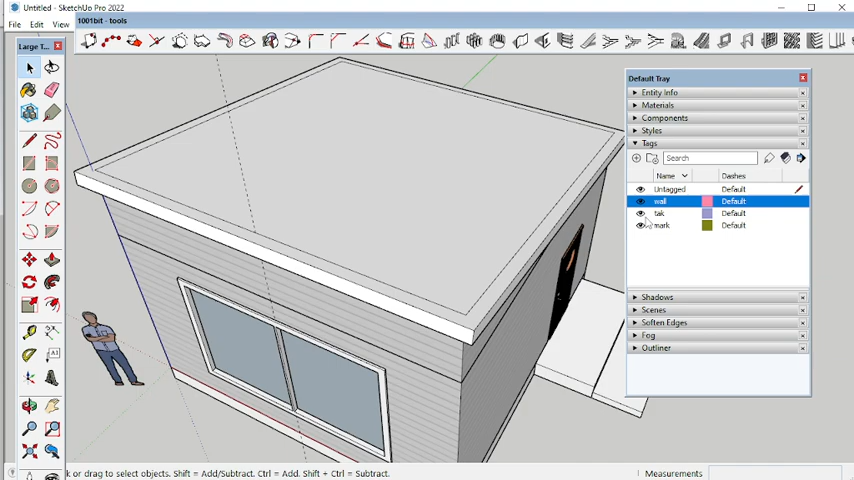 Untitled - SketchUp Pro 2022
File Edit View
1001bit - tools
Large T...
Default Tray
Entity Info
Materials
Components
Styles
Tags
Search
Name Dashes
Untagged Default
wall Default
tak Default
mark Default
Shadows
Scenes
Soften Edges
Fog
Outliner
k or drag to select objects. Shift = Add/Subtract. Ctrl = Add. Shift + Ctrl = Subtract.
Measurements